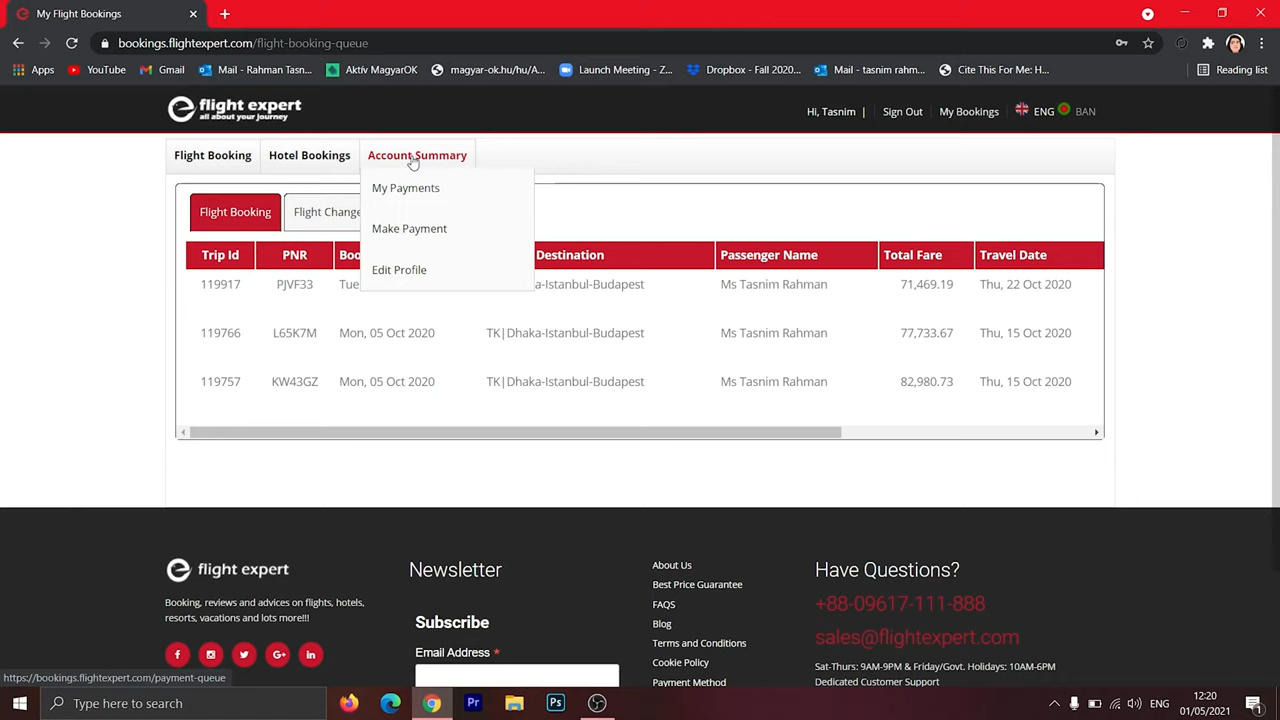 My Flight Bookings
bookings.flightexpert.com/flight-booking-queue
Apps YouTube Gmail Mail - Rahman Tasn... Aktív MagyarOK magyar-ok.hu/hu/A... Launch Meeting - Z... Dropbox - Fall 2020... Mail - tasnim rahm... Cite This For Me: H... Reading list
flight expert
all about your journey
Hi, Tasnim | Sign Out My Bookings ENG BAN
Flight Booking Hotel Bookings Account Summary
My Payments
Make Payment
Edit Profile
Flight Booking Flight Change
Trip Id PNR Boo Destination Passenger Name Total Fare Travel Date
119917 PJVF33 Tue a-Istanbul-Budapest Ms Tasnim Rahman 71,469.19 Thu, 22 Oct 2020
119766 L65K7M Mon, 05 Oct 2020 TK|Dhaka-Istanbul-Budapest Ms Tasnim Rahman 77,733.67 Thu, 15 Oct 2020
119757 KW43GZ Mon, 05 Oct 2020 TK|Dhaka-Istanbul-Budapest Ms Tasnim Rahman 82,980.73 Thu, 15 Oct 2020
flight expert
Booking, reviews and advices on flights, hotels,
resorts, vacations and lots more!!!
Newsletter
Subscribe
Email Address *
About Us
Best Price Guarantee
FAQS
Blog
Terms and Conditions
Cookie Policy
Payment Method
Have Questions?
+88-09617-111-888
sales@flightexpert.com
Sat-Thurs: 9AM-9PM & Friday/Govt. Holidays: 10AM-6PM
Dedicated Customer Support
https://bookings.flightexpert.com/payment-queue
Type here to search
Pr
Ps
ENG
12:20
01/05/2021
1